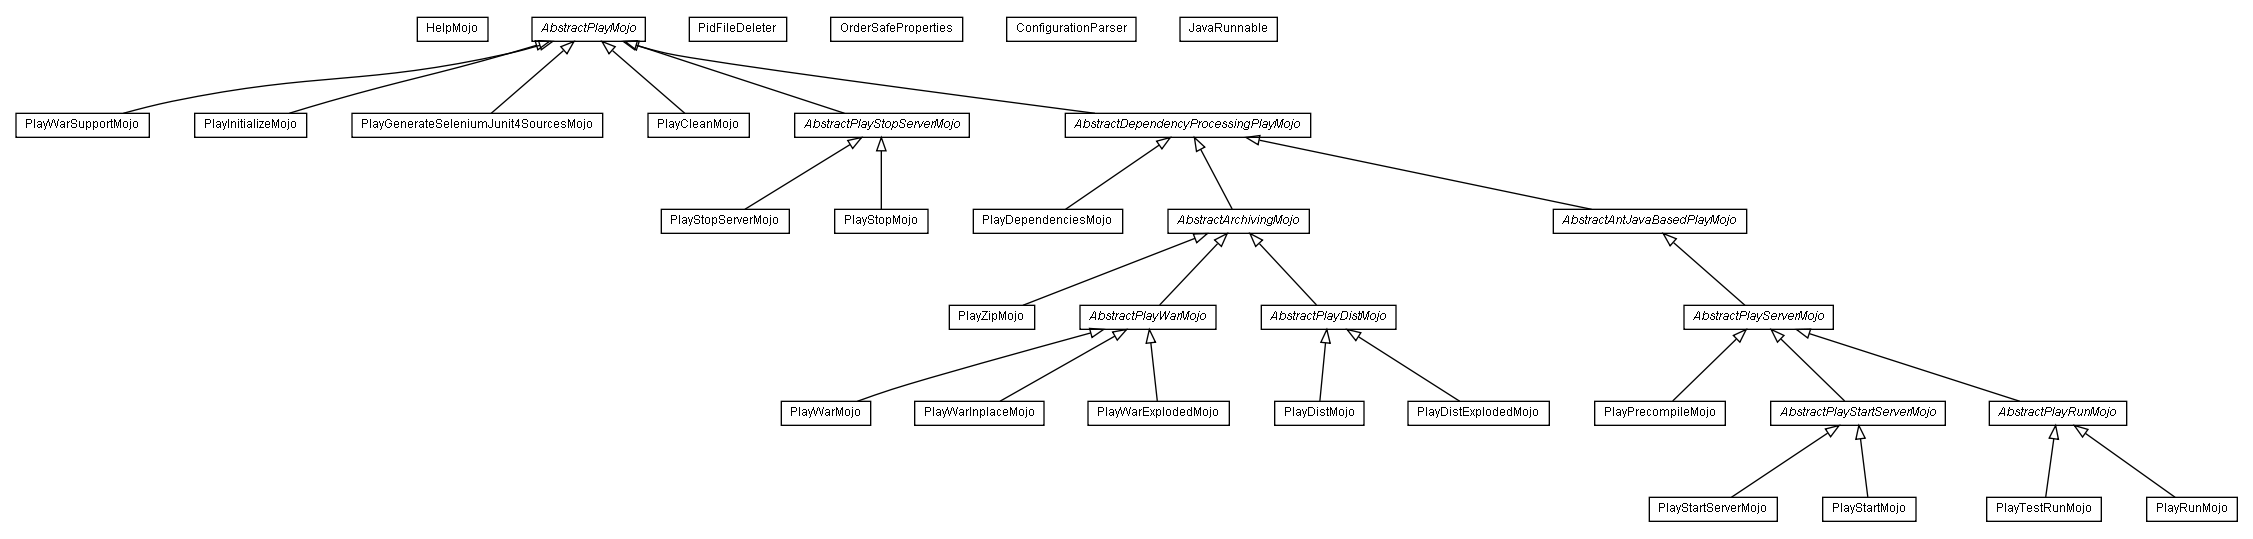 HelpMojo
AbstractPlayMojo
PidFileDeleter
OrderSafeProperties
ConfigurationParser
JavaRunnable
PlayWarSupportMojo
PlayInitializeMojo
PlayGenerateSeleniumJunit4SourcesMojo
PlayCleanMojo
AbstractPlayStopServerMojo
AbstractDependencyProcessingPlayMojo
PlayStopServerMojo
PlayStopMojo
PlayDependenciesMojo
AbstractArchivingMojo
AbstractAntJavaBasedPlayMojo
PlayZipMojo
AbstractPlayWarMojo
AbstractPlayDistMojo
AbstractPlayServerMojo
PlayWarMojo
PlayWarInplaceMojo
PlayWarExplodedMojo
PlayDistMojo
PlayDistExplodedMojo
PlayPrecompileMojo
AbstractPlayStartServerMojo
AbstractPlayRunMojo
PlayStartServerMojo
PlayStartMojo
PlayTestRunMojo
PlayRunMojo